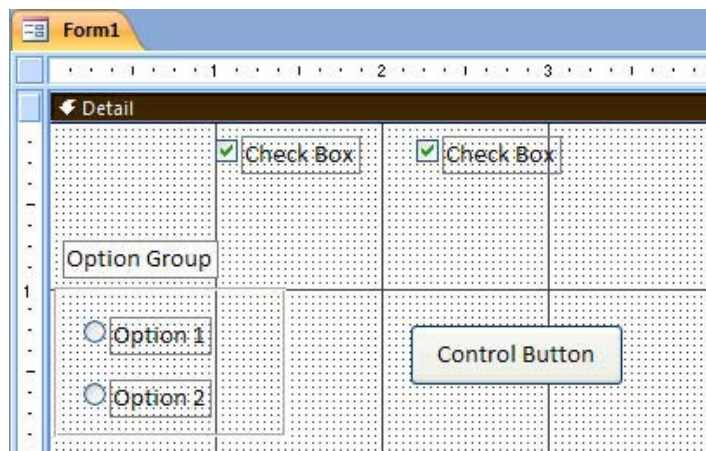 Form1
1 2 3
Detail
Check Box Check Box
Option Group
1
Option 1
Control Button
Option 2